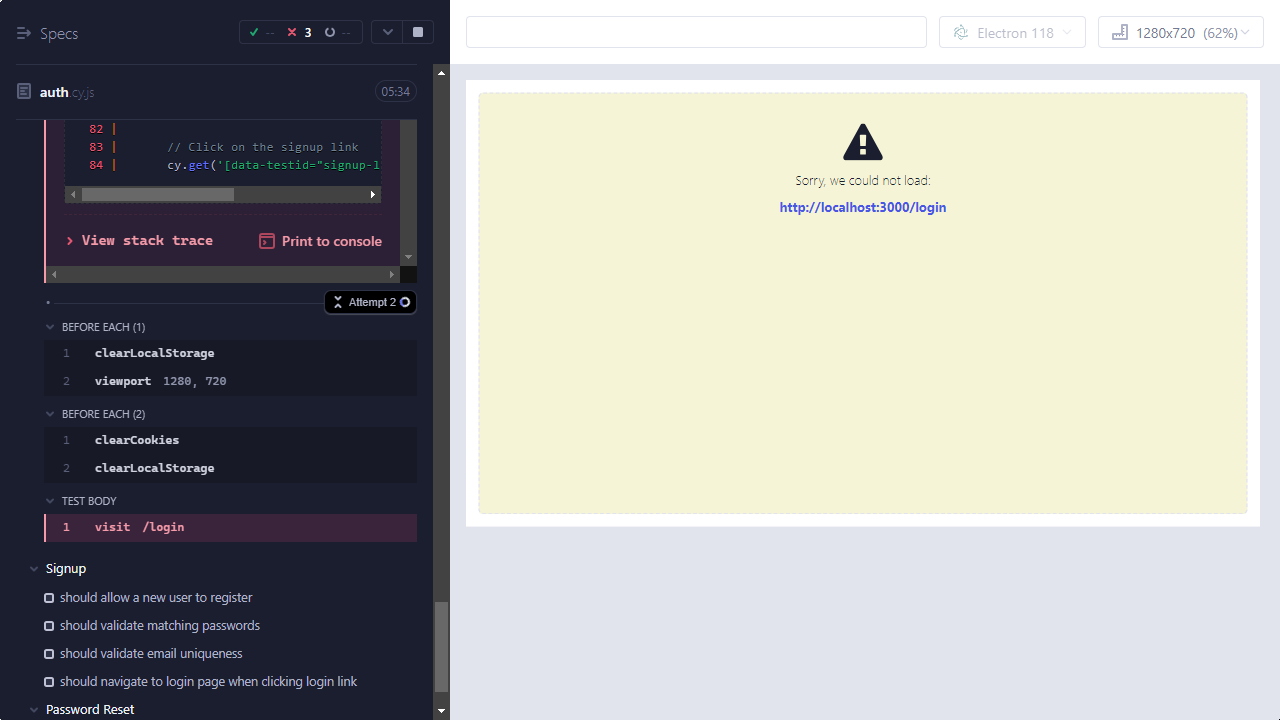 Specs
-- 3 --
Electron 118
1280x720 (62%)
auth.cy.js
05:34
82 |
83 | // Click on the signup link
84 | cy.get('[data-testid="signup-l
View stack trace
Print to console
Attempt 2
BEFORE EACH (1)
1 clearLocalStorage
2 viewport 1280, 720
BEFORE EACH (2)
1 clearCookies
2 clearLocalStorage
TEST BODY
1 visit /login
Signup
should allow a new user to register
should validate matching passwords
should validate email uniqueness
should navigate to login page when clicking login link
Password Reset
Sorry, we could not load:
http://localhost:3000/login